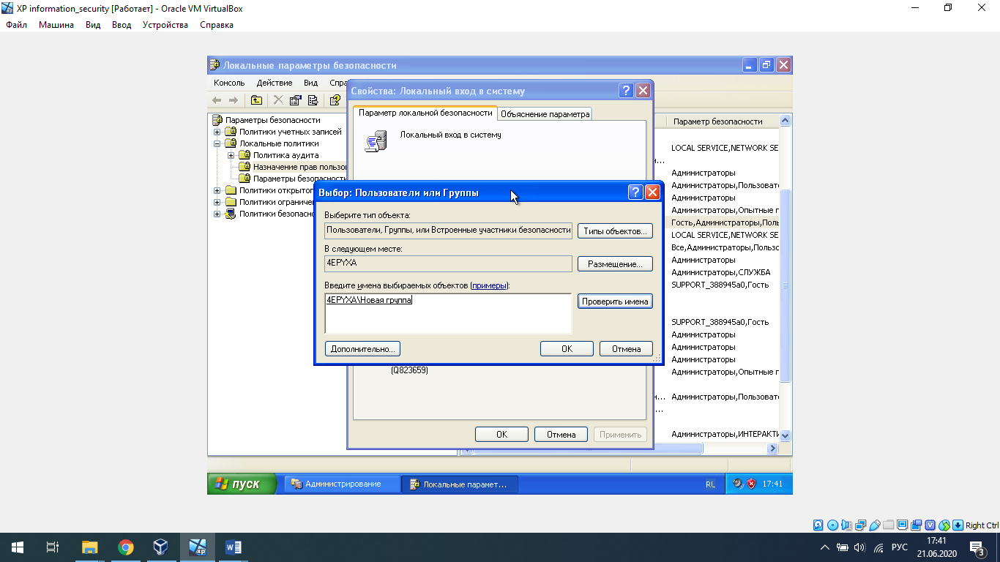 XP information_security [Работает] - Oracle VM VirtualBox
Файл Машина Вид Ввод Устройства Справка
Локальные параметры безопасности
Консоль Действие Вид Спра
Свойства: Локальный вход в систему
Параметр локальной безопасности Объяснение параметра
Локальный вход в систему
Параметры безопасности
Политики учетных записей
Локальные политики
Политика аудита
Назначение прав пользо
Параметры безопасности
Политики открытог
Политики ограничен
Политики безопасно
Параметр безопасности
LOCAL SERVICE,NETWORK SE
н...
Администраторы
Администраторы,Пользоват
Администраторы
Администраторы,Опытные п
Гость,Администраторы,Поль
LOCAL SERVICE,NETWORK SE
Все,Администраторы,Пользо
Администраторы
Администраторы,СЛУЖБА
SUPPORT_388945a0,Гость
SUPPORT_388945a0,Гость
Администраторы
Администраторы
Администраторы
Администраторы,Опытные п
н... Администраторы,Пользоват
...
Администраторы,ИНТЕРАКТИ
Выбор: Пользователи или Группы
Выберите тип объекта:
Пользователи, Группы, или Встроенные участники безопасности
Типы объектов...
В следующем месте:
4EPYXA
Размещение...
Введите имена выбираемых объектов (примеры):
4EPYXA\Новая группа
Проверить имена
Дополнительно... ОК Отмена
(Q823659)
ОК Отмена Применить
пуск Администрирование Локальные парамет... RL 17:41
Right Ctrl
РУС 17:41
21.06.2020
3